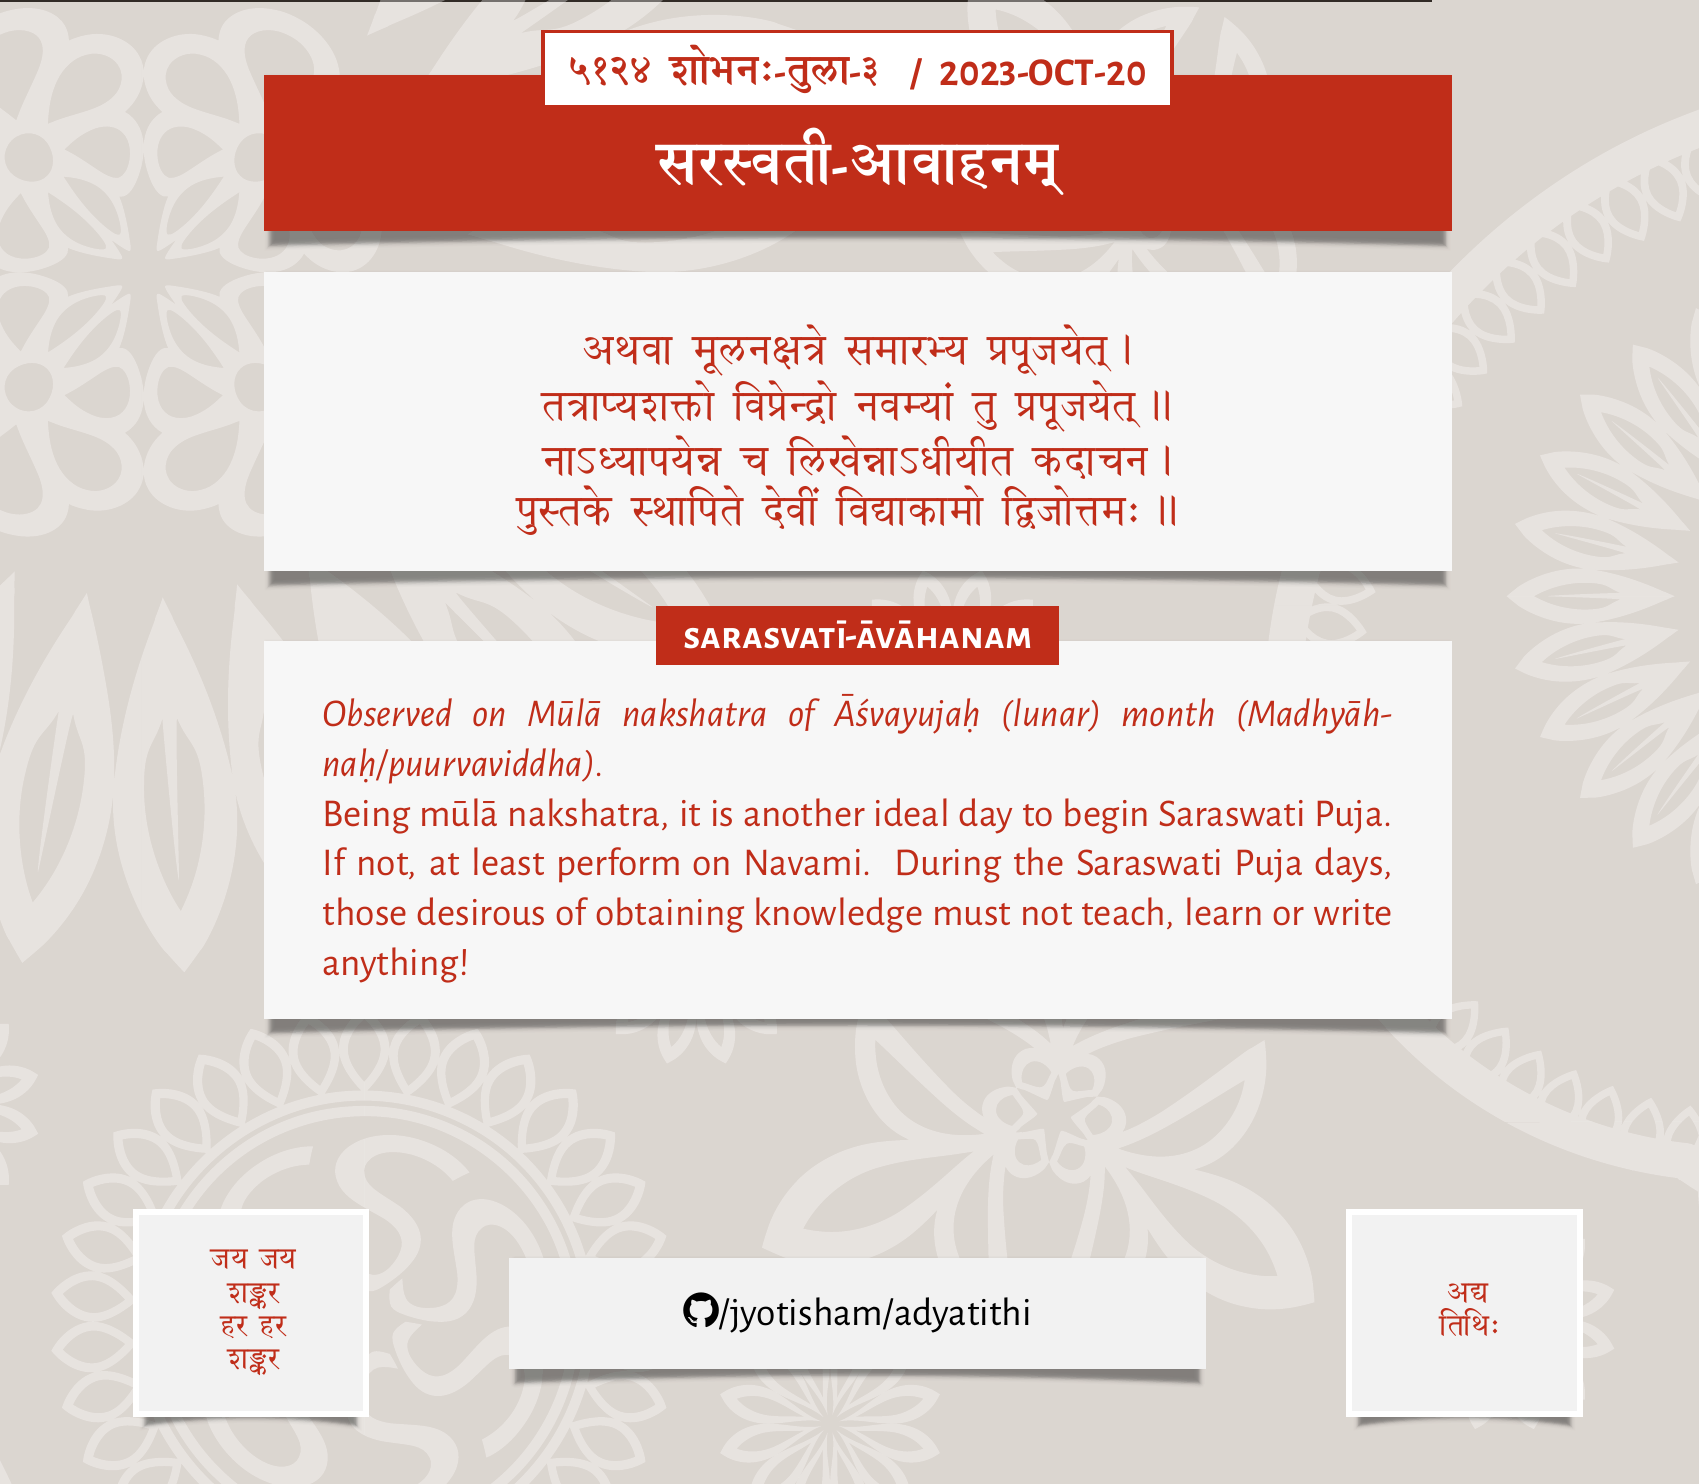 ५१२४ शोभनः-तुला-३ / 2023-OCT-20
सरस्वती-आवाहनम्
अथवा मूलनक्षत्रे समारभ्य प्रपूजयेत् ।
तत्राप्यशक्तो विप्रेन्द्रो नवम्यां तु प्रपूजयेत् ॥
नाऽध्यापयेन्न च लिखेन्नाऽधीयीत कदाचन ।
पुस्तके स्थापिते देवीं विद्याकामो द्विजोत्तमः ॥
SARASVATĪ-ĀVĀHANAM
Observed on Mūlā nakshatra of Āśvayujaḥ (lunar) month (Madhyāh-
naḥ/puurvaviddha).
Being mūlā nakshatra, it is another ideal day to begin Saraswati Puja.
If not, at least perform on Navami. During the Saraswati Puja days,
those desirous of obtaining knowledge must not teach, learn or write
anything!
जय जय
शङ्कर
हर हर
शङ्कर
/jyotisham/adyatithi
अद्य
तिथिः